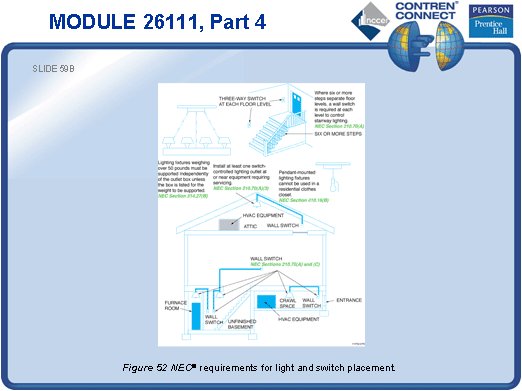 MODULE 26111, Part 4
nccer
CONTREN®
CONNECT
PEARSON
Prentice
Hall
SLIDE 59B
THREE-WAY SWITCH
AT EACH FLOOR LEVEL
Where six or more
steps separate floor
levels, a wall switch
is required at each
level to control
stairway lighting.
NEC Section 210.70(A)
SIX OR MORE STEPS
Lighting fixtures weighing
over 50 pounds must be
supported independently
of the outlet box unless
the box is listed for the
weight to be supported.
NEC Section 314.27(B)
Install at least one switch-
controlled lighting outlet at
or near equipment requiring
servicing.
NEC Section 210.70(A)(3)
Pendant-mounted
lighting fixtures
cannot be used in a
residential clothes
closet.
NEC Section 410.16(B)
HVAC EQUIPMENT
ATTIC
WALL SWITCH
WALL SWITCH
NEC Sections 210.70(A) and (C)
FURNACE
ROOM
WALL
SWITCH
UNFINISHED
BASEMENT
CRAWL
SPACE
WALL
SWITCH
ENTRANCE
HVAC EQUIPMENT
Figure 52 NEC® requirements for light and switch placement.